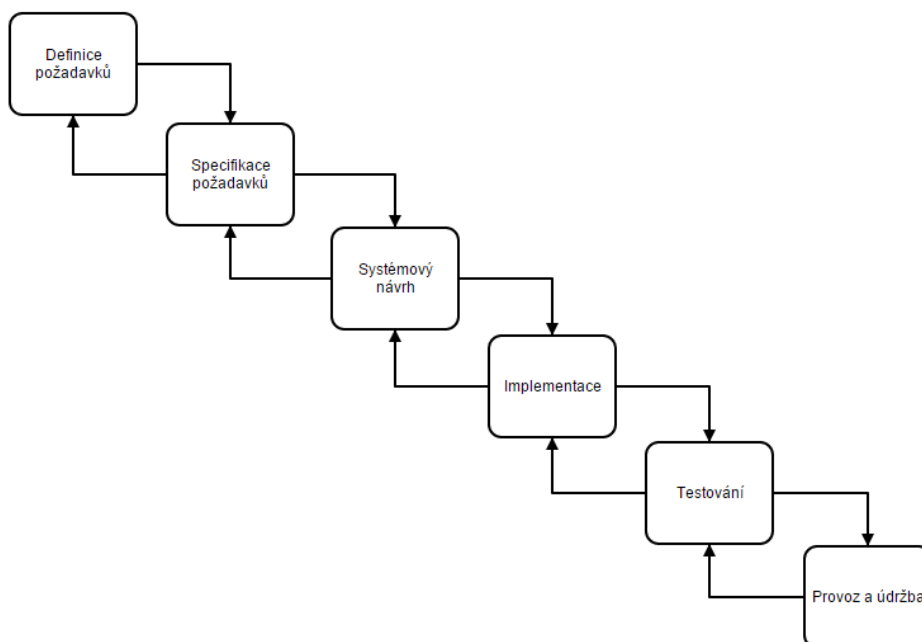 Definice
požadavků
Specifikace
požadavků
Systémový
návrh
Implementace
Testování
Provoz a údržba